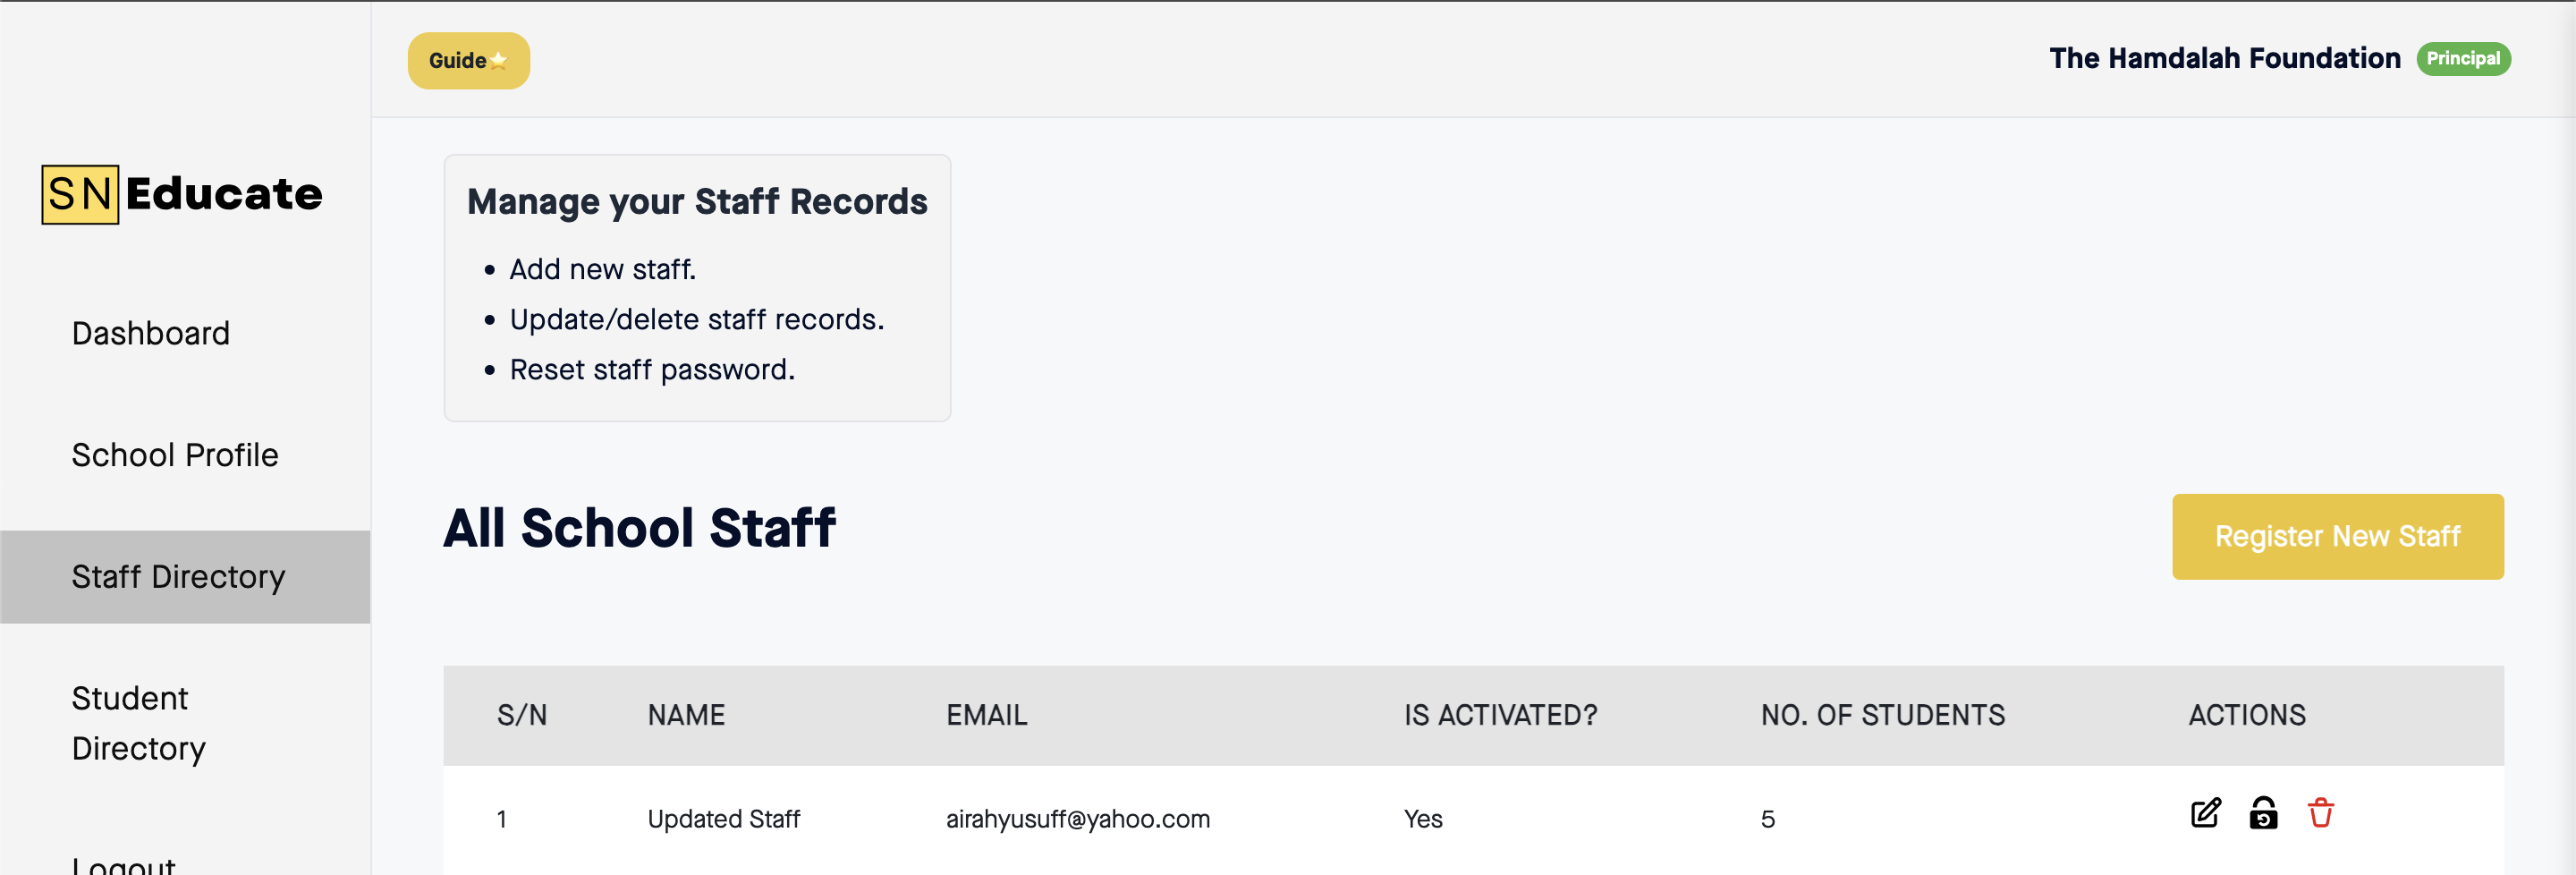 Guide⭐
The Hamdalah Foundation Principal
SN Educate
Dashboard
School Profile
Staff Directory
Student
Directory
Logout
Manage your Staff Records
• Add new staff.
• Update/delete staff records.
• Reset staff password.
All School Staff
Register New Staff
S/N NAME EMAIL IS ACTIVATED? NO. OF STUDENTS ACTIONS
1 Updated Staff airahyusuff@yahoo.com Yes 5